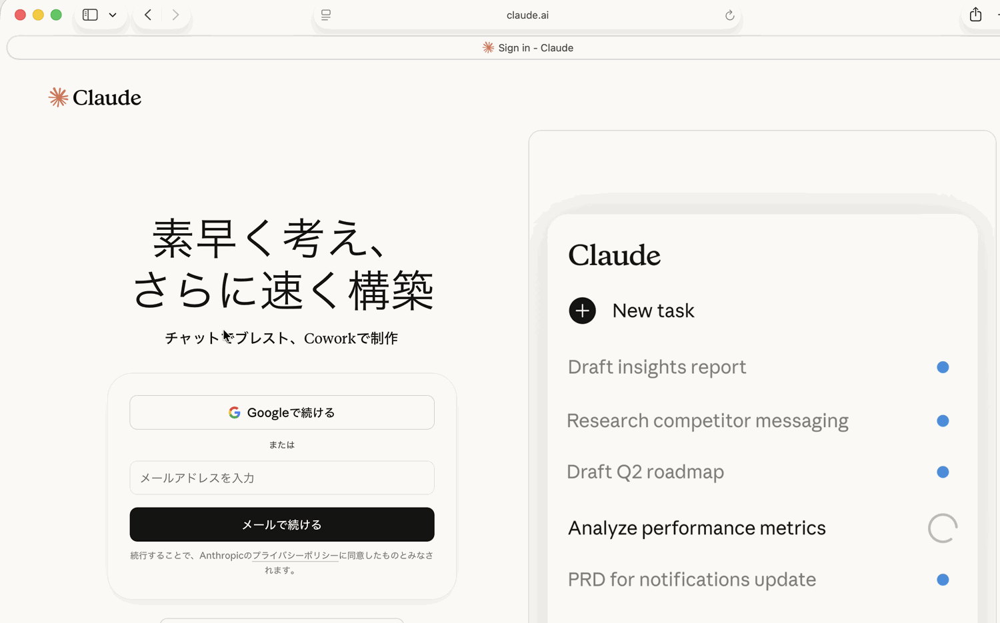 claude.ai
Sign in - Claude
Claude
素早く考え、
さらに速く構築
チャットでブレスト、Coworkで制作
Googleで続ける
または
メールアドレスを入力
メールで続ける
続行することで、Anthropicのプライバシーポリシーに同意したものとみなさ
れます。
Claude
New task
Draft insights report
Research competitor messaging
Draft Q2 roadmap
Analyze performance metrics
PRD for notifications update